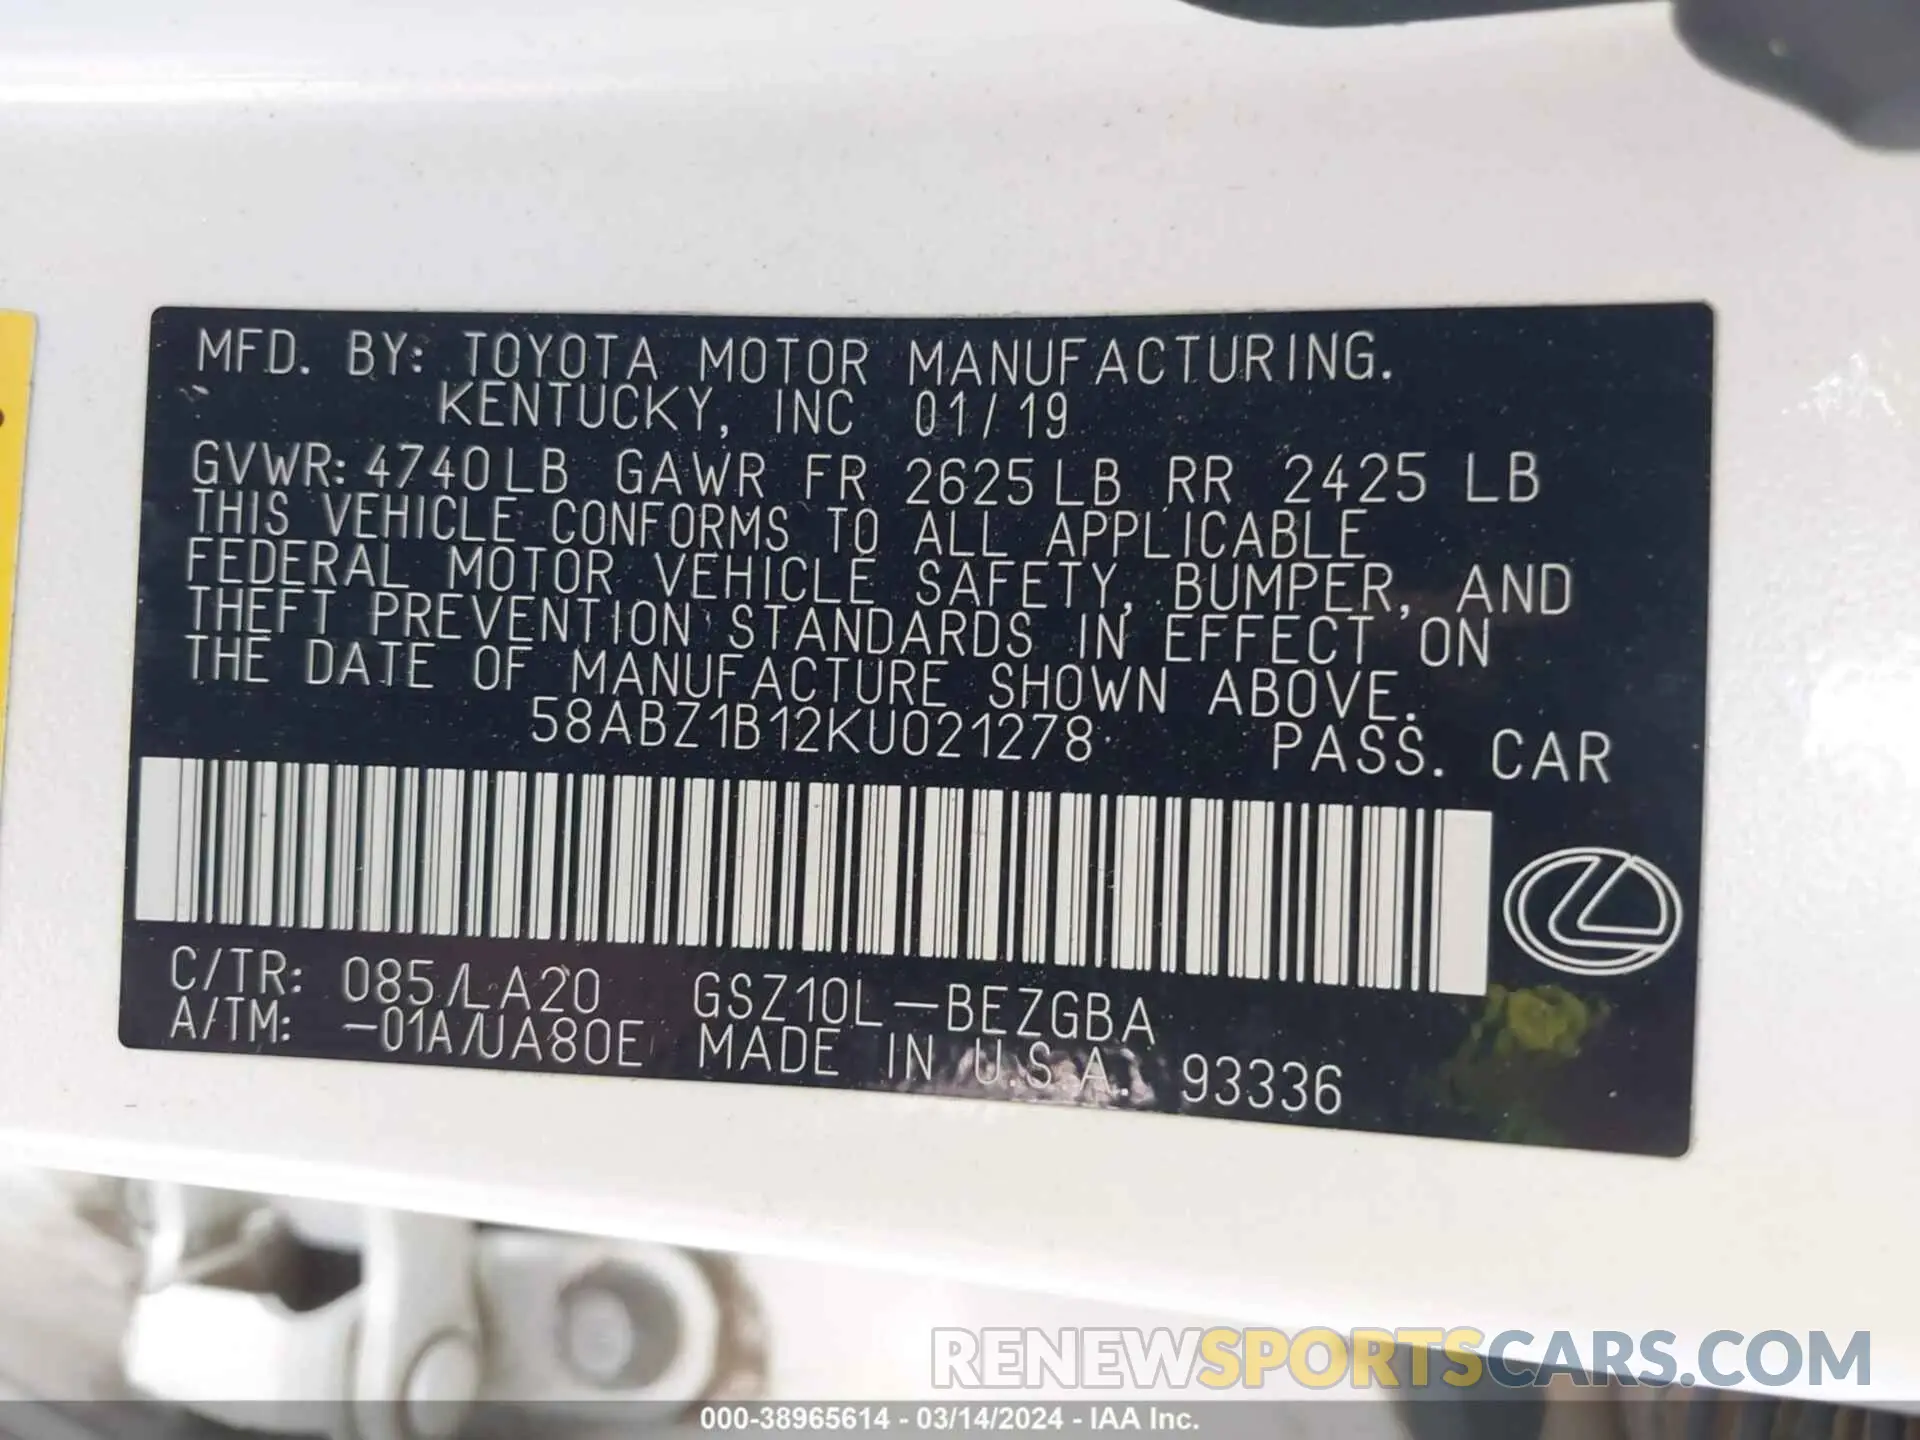 MFD. BY: TOYOTA MOTOR MANUFACTURING.
KENTUCKY, INC 01/19
GVWR: 4740LB GAWR FR 2625LB RR 2425 LB
THIS VEHICLE CONFORMS TO ALL APPLICABLE
FEDERAL MOTOR VEHICLE SAFETY, BUMPER, AND
THEFT PREVENTION STANDARDS IN EFFECT ON
THE DATE OF MANUFACTURE SHOWN ABOVE.
58ABZ1B12KU021278 PASS. CAR
C/TR: 085/LA20 GSZ10L-BEZGBA
A/TM: -01A/UA80E MADE IN U.S.A. 93336
RENEWSPORTSCARS.COM
000-38965614 - 03/14/2024 - IAA Inc.